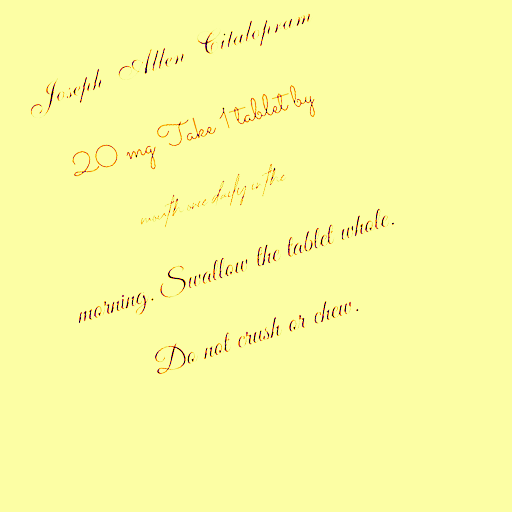 Joseph Allen Citalopram
20 mg Take 1 tablet by
mouth once daily in the
morning. Swallow the tablet whole.
Do not crush or chew.